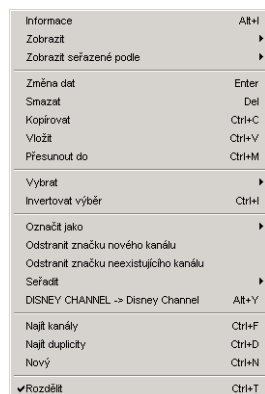 Informace Alt+I
Zobrazit
Zobrazit seřazené podle
Změna dat Enter
Smazat Del
Kopírovat Ctrl+C
Vložit Ctrl+V
Přesunout do Ctrl+M
Vybrat
Invertovat výběr Ctrl+I
Označit jako
Odstranit značku nového kanálu
Odstranit značku neexistujícího kanálu
Seřadit
DISNEY CHANNEL -> Disney Channel Alt+Y
Najít kanály Ctrl+F
Najít duplicity Ctrl+D
Nový Ctrl+N
Rozdělit Ctrl+T